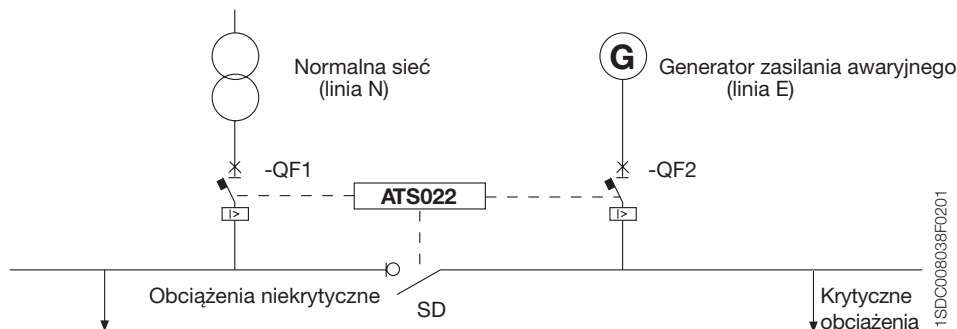 Normalna sieć
(linia N)
G
Generator zasilania awaryjnego
(linia E)
-QF1
-QF2
ATS022
I>
I>
Obciążenia niekrytyczne
SD
Krytyczne
obciążenia
1SDC008038F0201